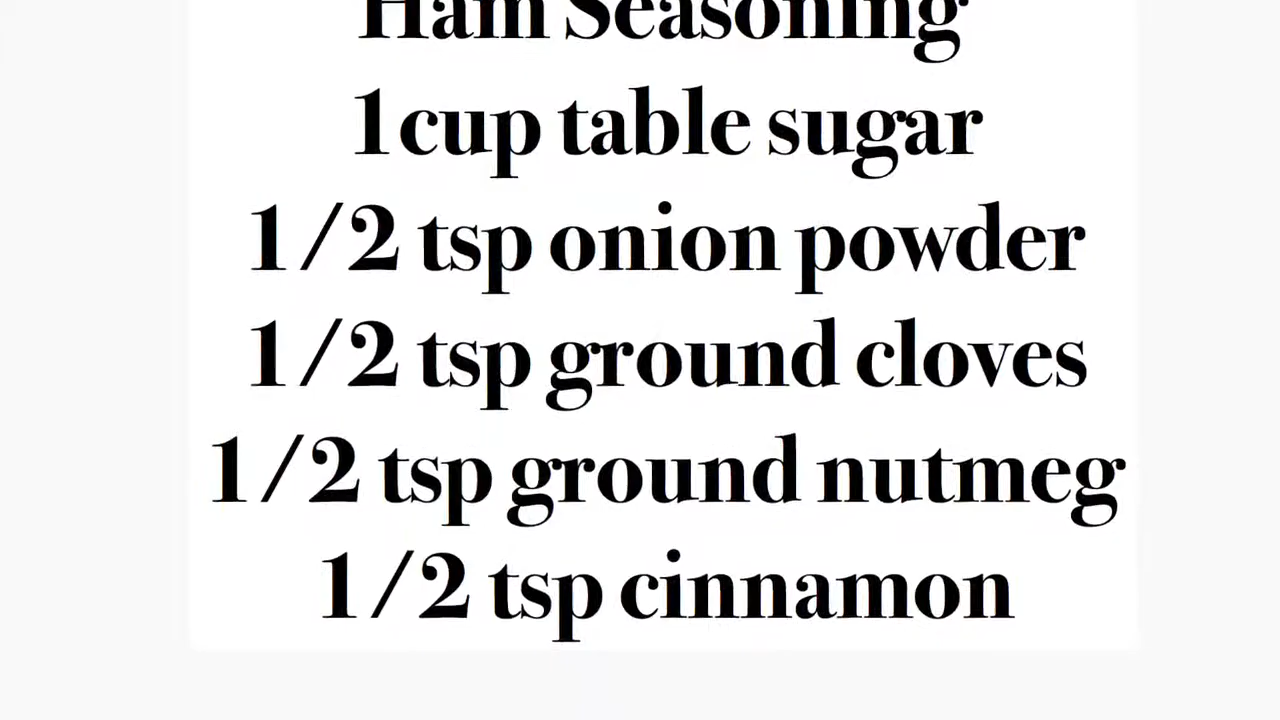 Ham Seasoning
1 cup table sugar
1/2 tsp onion powder
1/2 tsp ground cloves
1/2 tsp ground nutmeg
1/2 tsp cinnamon